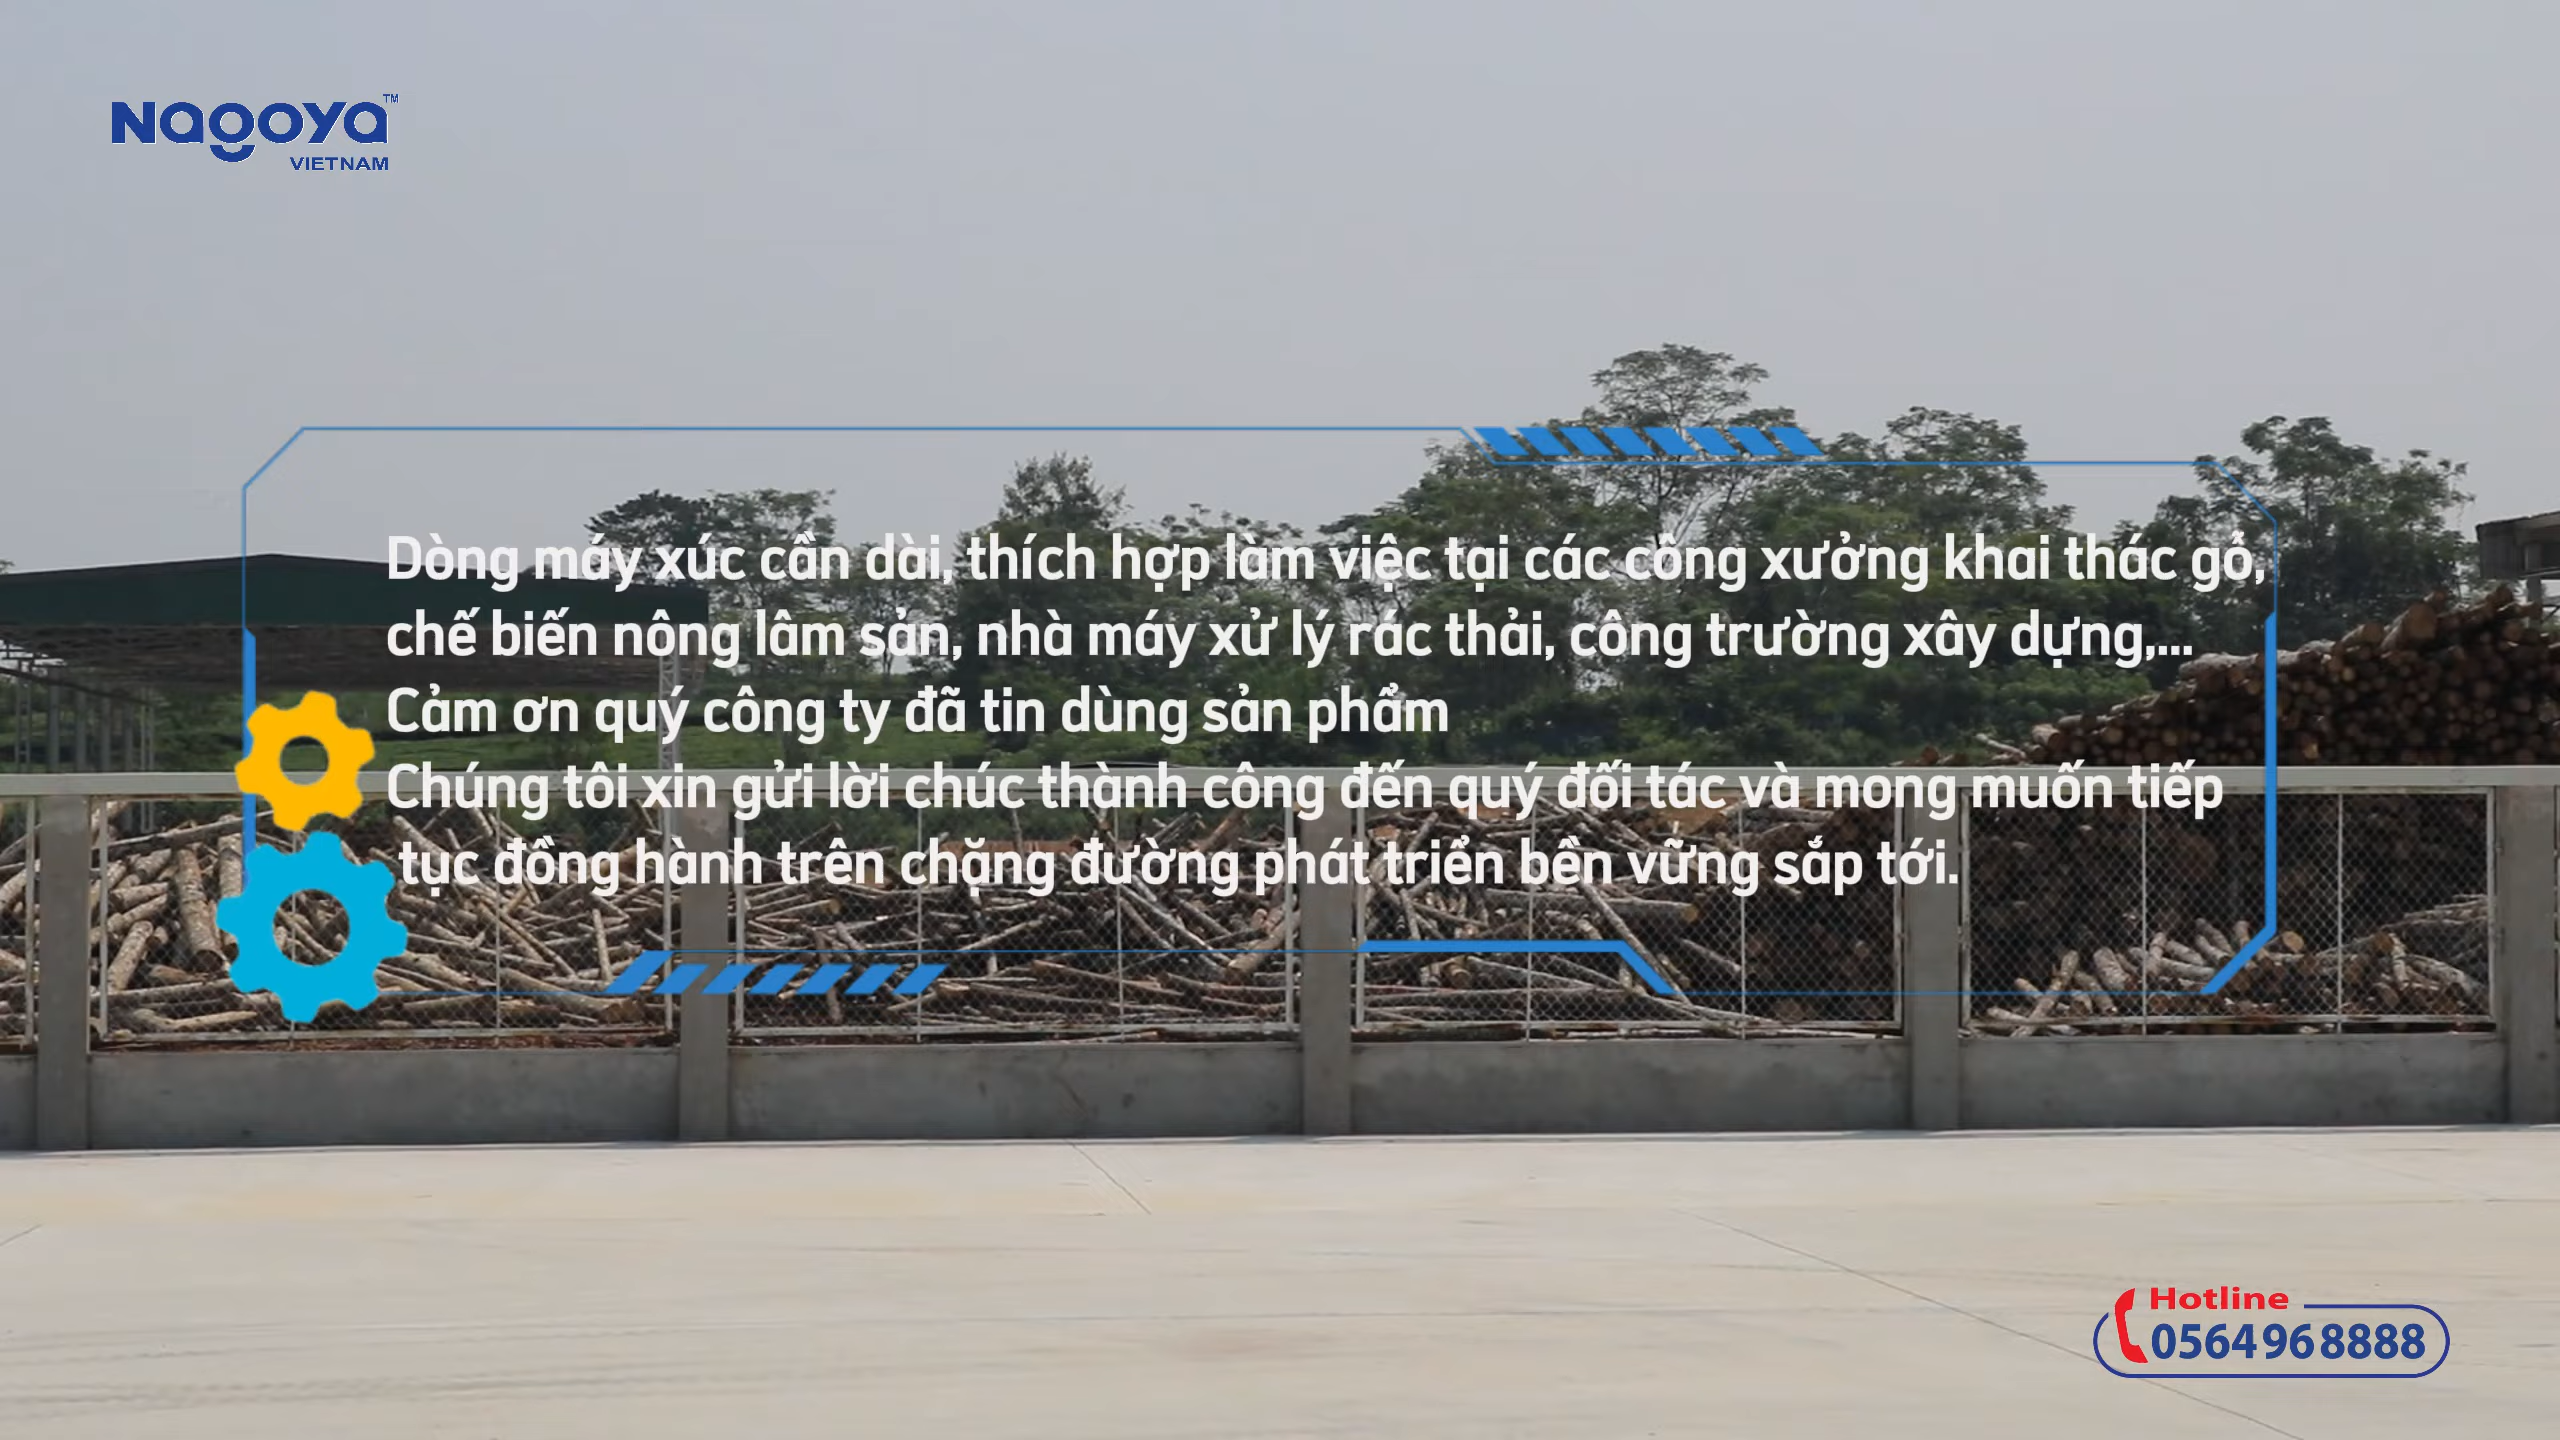 Nagoya™
VIETNAM
Dòng máy xúc cần dài, thích hợp làm việc tại các công xưởng khai thác gỗ,
chế biến nông lâm sản, nhà máy xử lý rác thải, công trường xây dựng,...
Cảm ơn quý công ty đã tin dùng sản phẩm
Chúng tôi xin gửi lời chúc thành công đến quý đối tác và mong muốn tiếp
tục đồng hành trên chặng đường phát triển bền vững sắp tới.
Hotline
0564968888